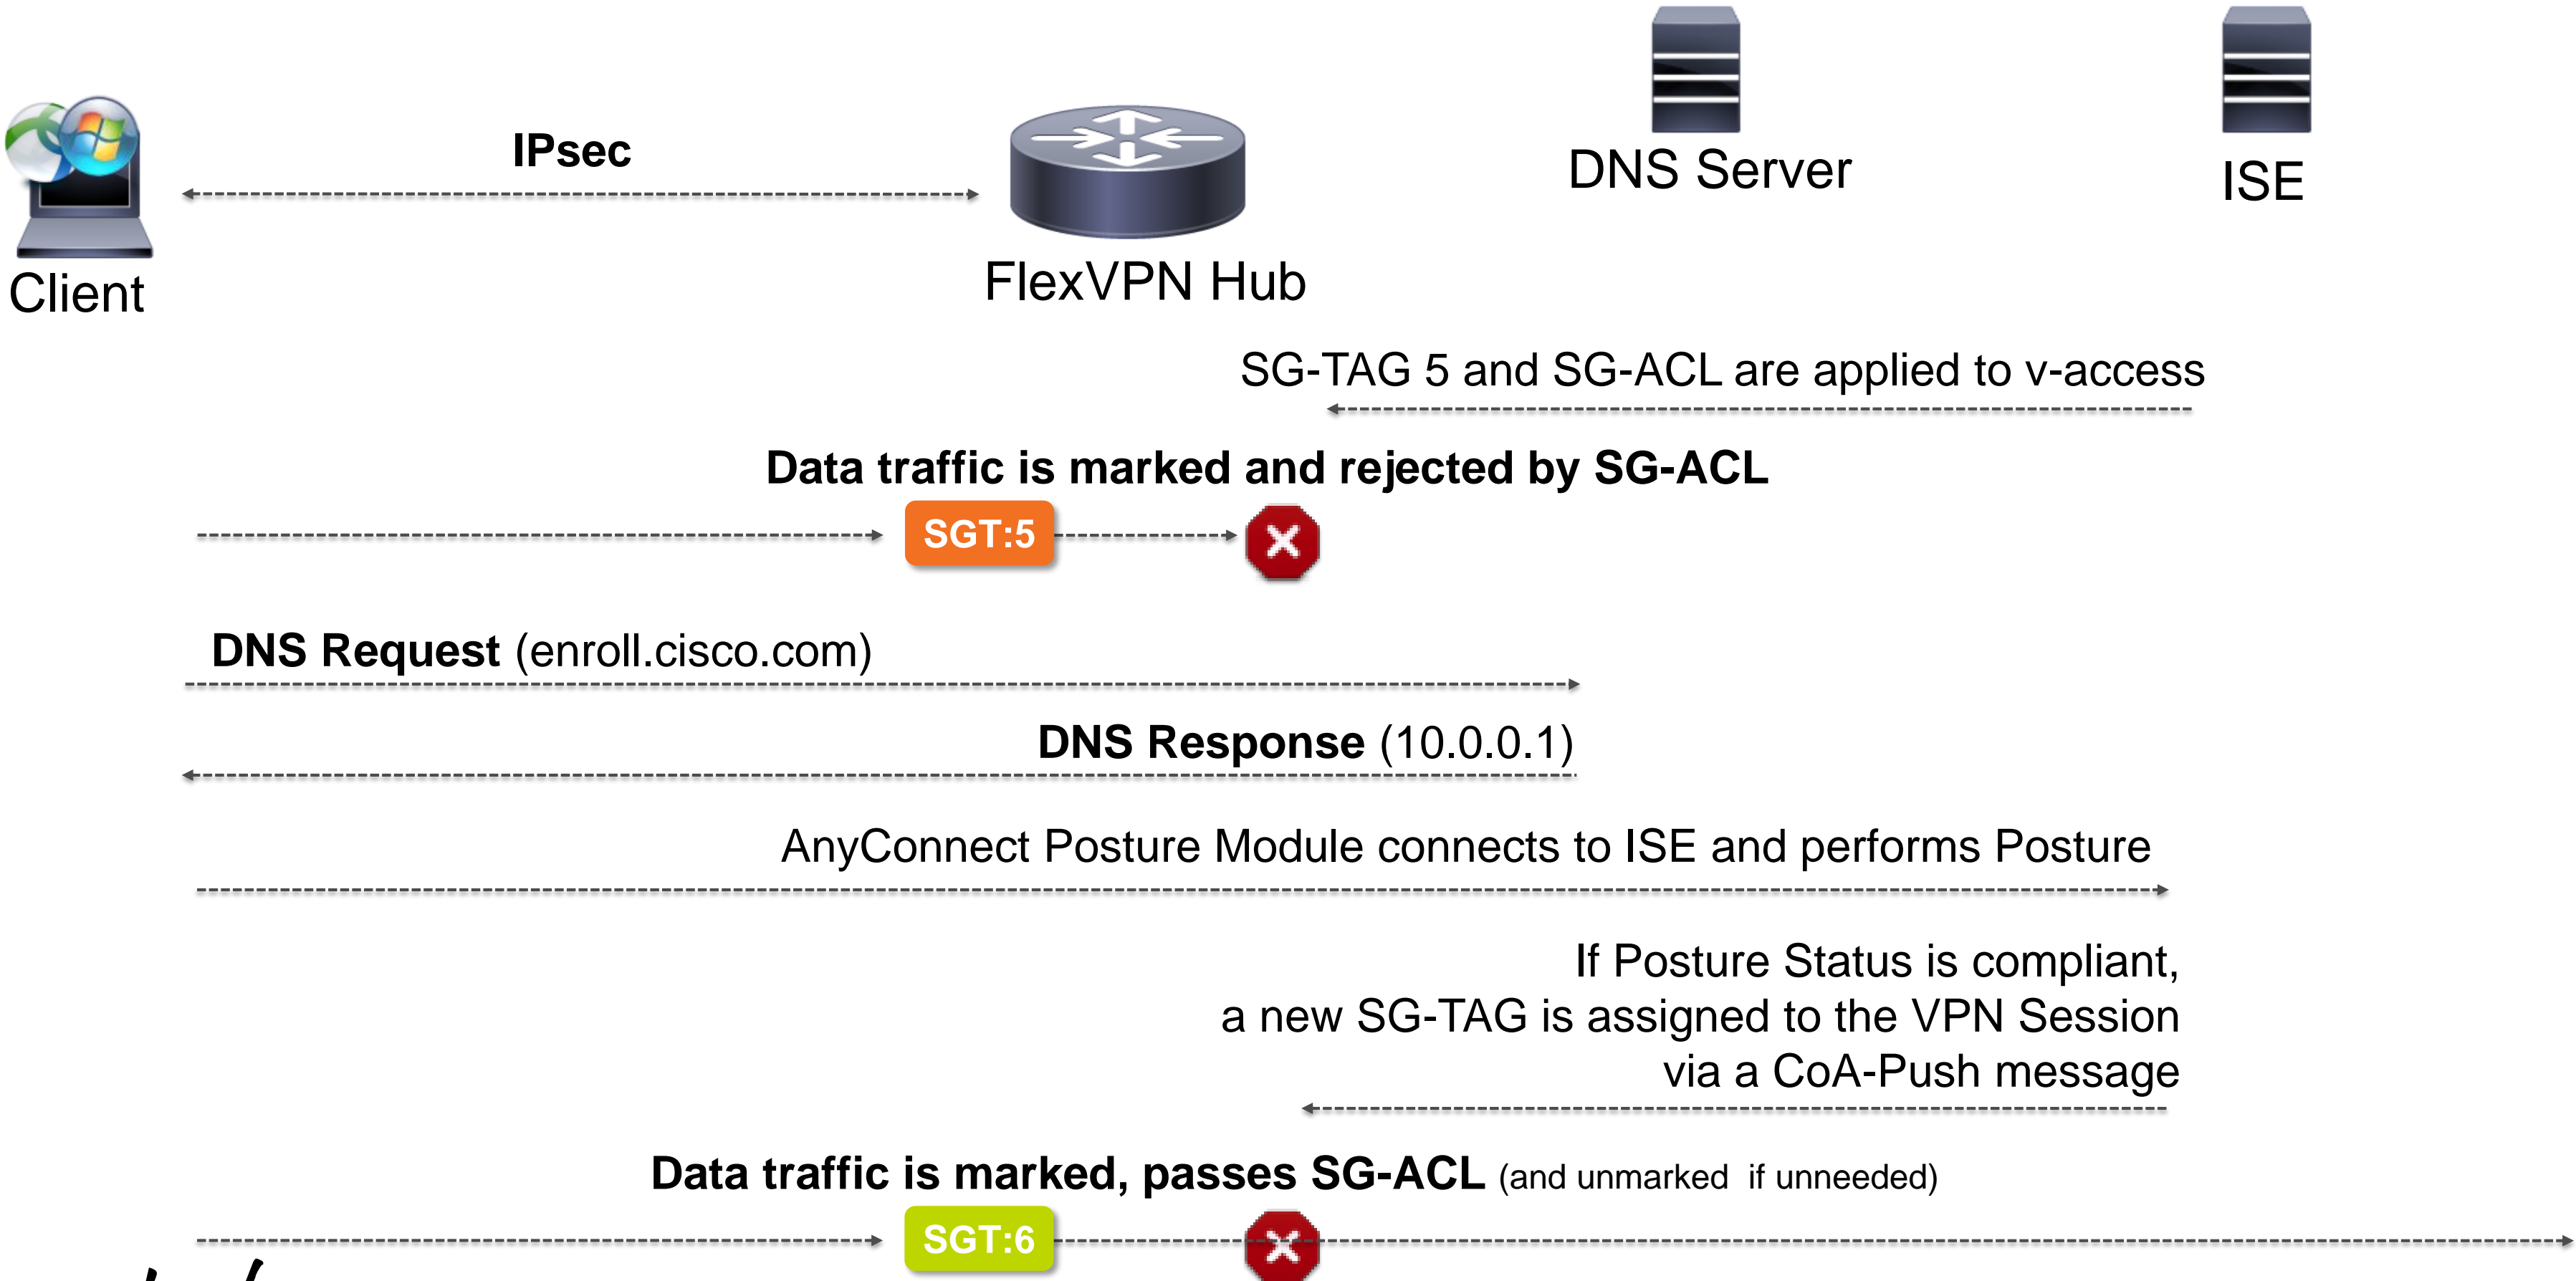 IPsec
DNS Server
ISE
Client
FlexVPN Hub
SG-TAG 5 and SG-ACL are applied to v-access
Data traffic is marked and rejected by SG-ACL
SGT:5
DNS Request (enroll.cisco.com)
DNS Response (10.0.0.1)
AnyConnect Posture Module connects to ISE and performs Posture
If Posture Status is compliant,
a new SG-TAG is assigned to the VPN Session
via a CoA-Push message
Data traffic is marked, passes SG-ACL (and unmarked if unneeded)
SGT:6